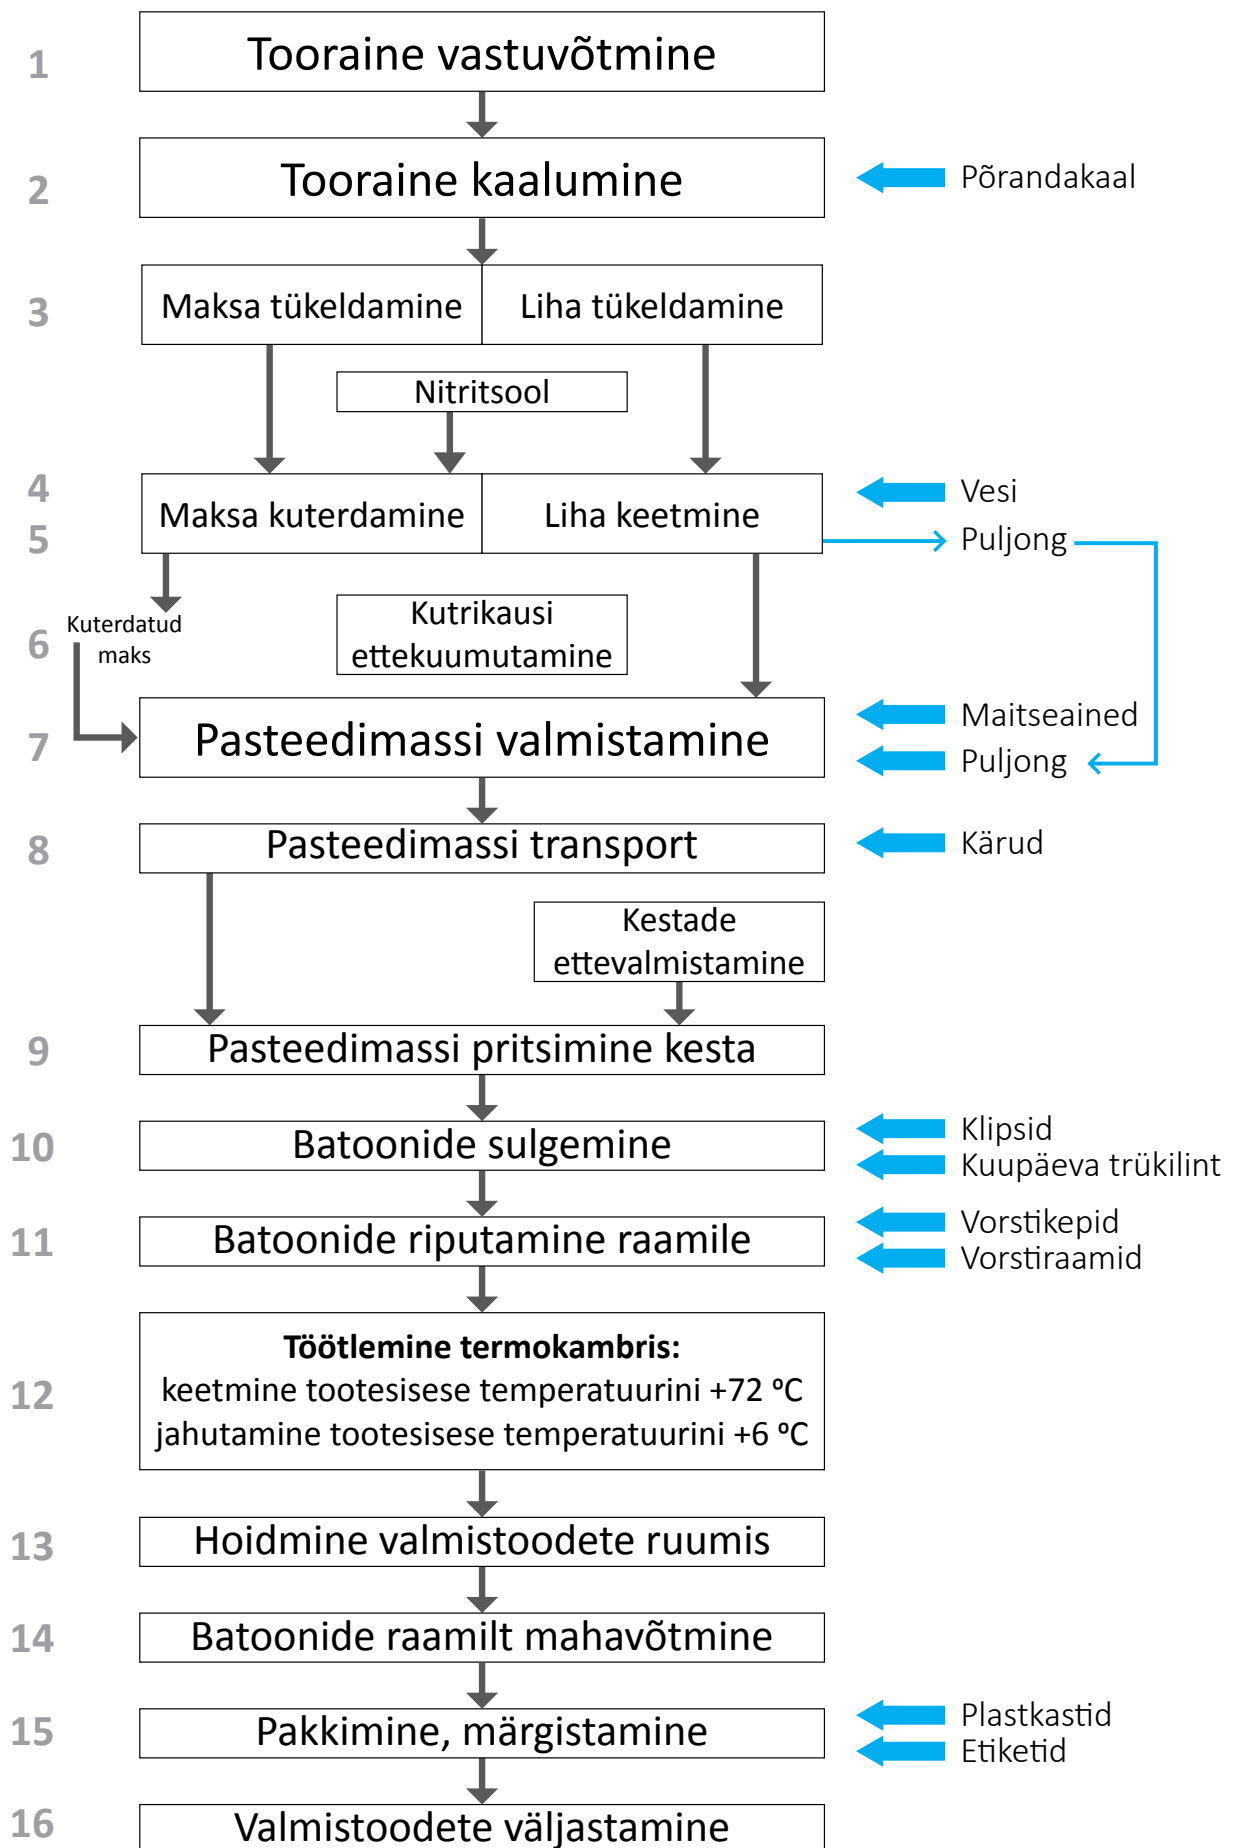 1
Tooraine vastuvõtmine
2
Tooraine kaalumine
Põrandakaal
3
Maksa tükeldamine
Liha tükeldamine
Nitritsool
4
Vesi
Maksa kuterdamine
Liha keetmine
5
Puljong
Kuterdatud
maks
6
Kutrikausi
ettekuumutamine
7
Pasteedimassi valmistamine
Maitseained
Puljong
8
Pasteedimassi transport
Kärud
Kestade
ettevalmistamine
9
Pasteedimassi pritsimine kesta
10
Batoonide sulgemine
Klipsid
Kuupäeva trükilint
11
Batoonide riputamine raamile
Vorstikepid
Vorstiraamid
12
Töötlemine termokambris:
keetmine tootesisese temperatuurini +72 ºC
jahutamine tootesisese temperatuurini +6 ºC
13
Hoidmine valmistoodete ruumis
14
Batoonide raamilt mahavõtmine
15
Pakkimine, märgistamine
Plastkastid
Etiketid
16
Valmistoodete väljastamine